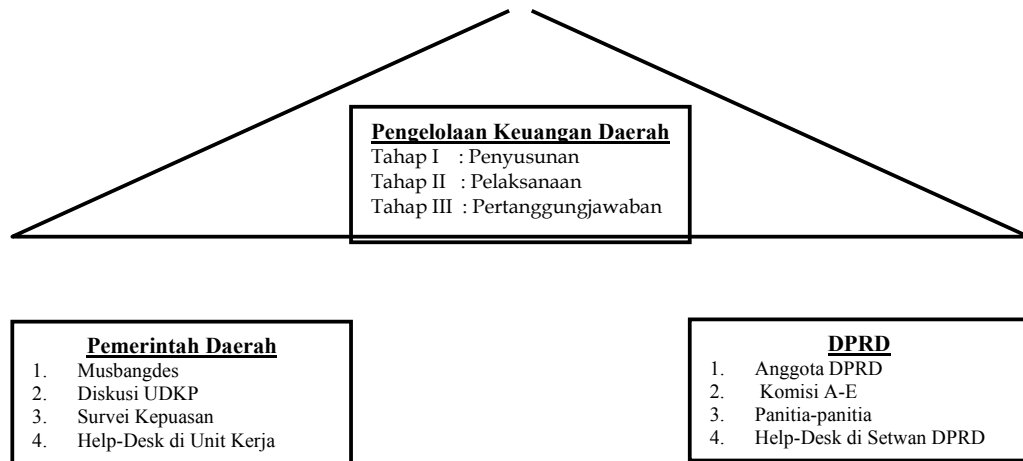 Pengelolaan Keuangan Daerah
Tahap I : Penyusunan
Tahap II : Pelaksanaan
Tahap III : Pertanggungjawaban
Pemerintah Daerah
1. Musbangdes
2. Diskusi UDKP
3. Survei Kepuasan
4. Help-Desk di Unit Kerja
DPRD
1. Anggota DPRD
2. Komisi A-E
3. Panitia-panitia
4. Help-Desk di Setwan DPRD